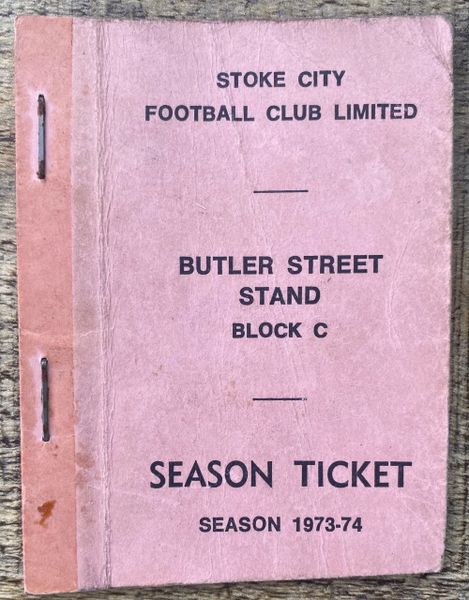 STOKE CITY
FOOTBALL CLUB LIMITED
BUTLER STREET
STAND
BLOCK C
SEASON TICKET
SEASON 1973-74